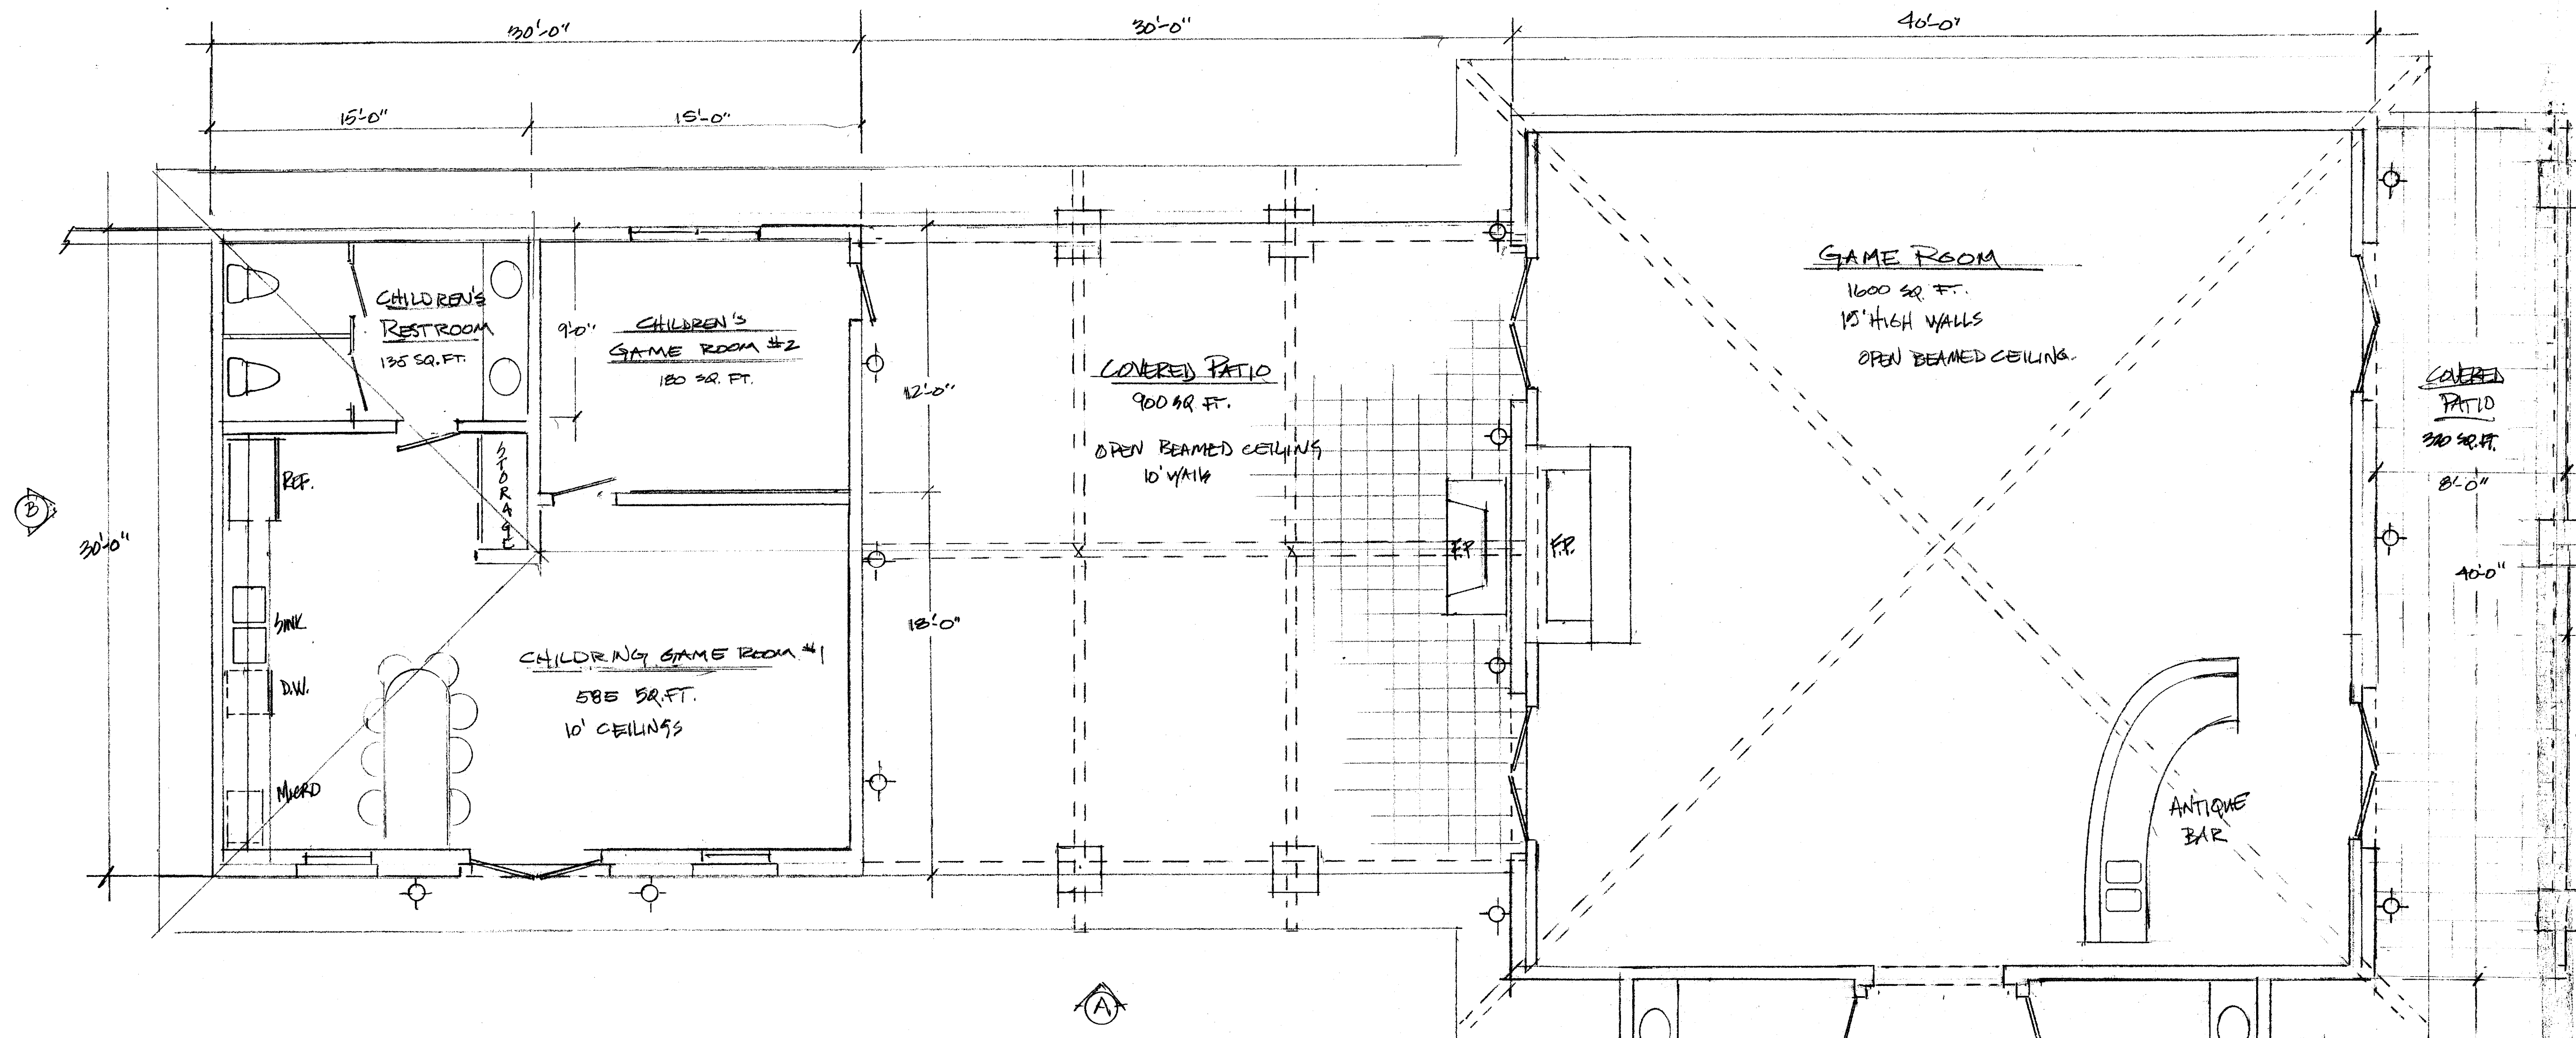 30'-0"
30'-0"
40'-0"
15'-0"
15'-0"
CHILDREN'S
RESTROOM
135 SQ.FT.
9'-0"
CHILDREN'S
GAME ROOM #2
180 SQ. FT.
12'-0"
COVERED PATIO
900 SQ. FT.
OPEN BEAMED CEILING
10' WALLS
GAME ROOM
1600 SQ. FT.
15' HIGH WALLS
OPEN BEAMED CEILING.
COVERED
PATIO
320 SQ.FT.
8'-0"
40'-0"
B
30'-0"
REF.
STORAGE
SINK
D.W.
MICRO
CHILDRING GAME ROOM #1
585 SQ.FT.
10' CEILINGS
18'-0"
F.P.
F.P.
ANTIQUE
BAR
A